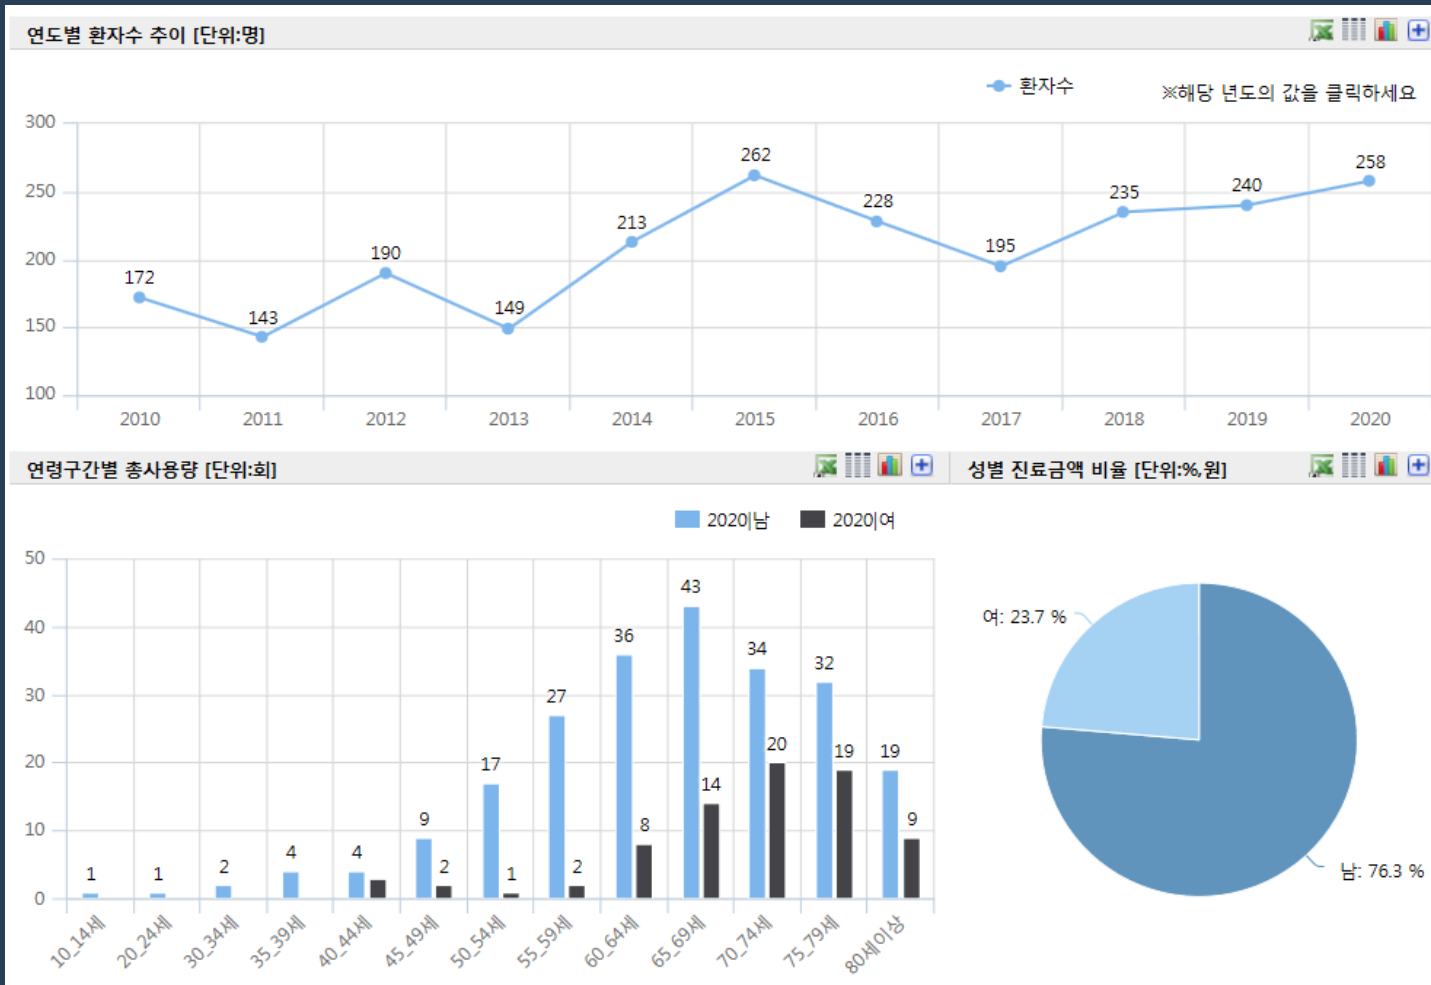 연도별 환자수 추이 [단위:명]
환자수
※해당 년도의 값을 클릭하세요
300
250
200
150
100
172
143
190
149
213
262
228
195
235
240
258
2010
2011
2012
2013
2014
2015
2016
2017
2018
2019
2020
연령구간별 총사용량 [단위:회]
2020|남
2020|여
50
40
30
20
10
0
1
1
2
4
4
9
2
17
1
27
2
36
8
43
14
34
20
32
19
19
9
10_14세
20_24세
30_34세
35_39세
40_44세
45_49세
50_54세
55_59세
60_64세
65_69세
70_74세
75_79세
80세이상
성별 진료금액 비율 [단위:%,원]
여: 23.7 %
남: 76.3 %